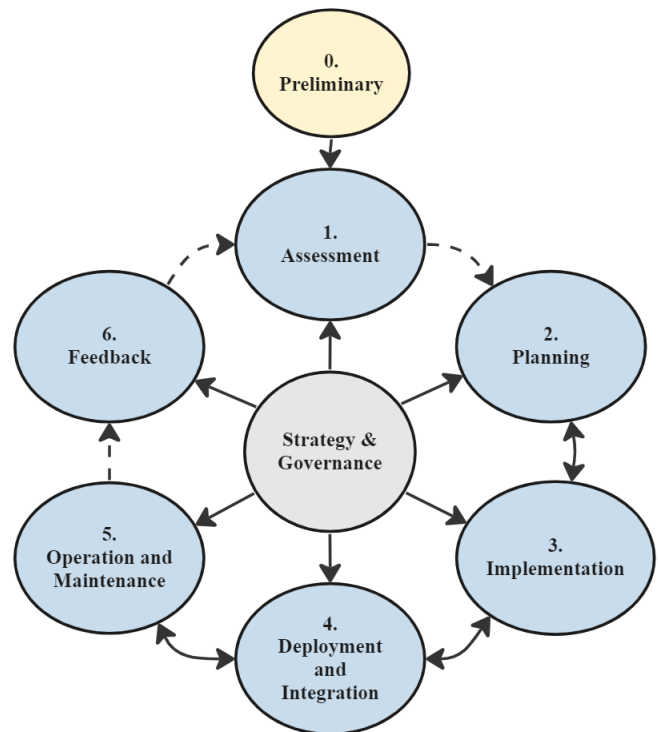 0.
Preliminary
1.
Assessment
2.
Planning
6.
Feedback
Strategy &
Governance
3.
Implementation
5.
Operation and
Maintenance
4.
Deployment
and
Integration